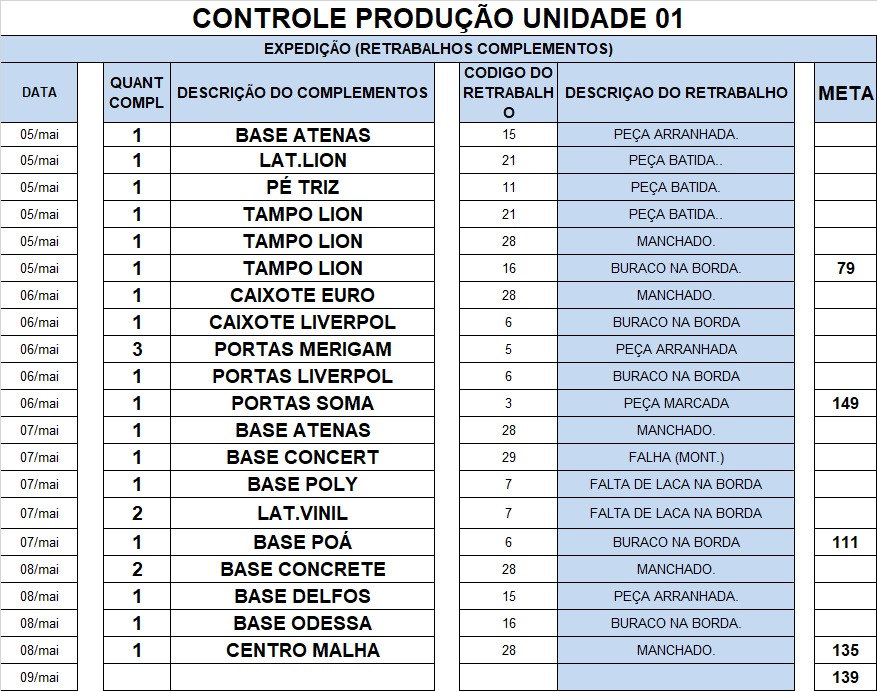 CONTROLE PRODUÇÃO UNIDADE 01
EXPEDIÇÃO (RETRABALHOS COMPLEMENTOS)
DATA QUANT COMPL DESCRIÇÃO DO COMPLEMENTOS CODIGO DO RETRABALHO DESCRIÇAO DO RETRABALHO META
05/mai 1 BASE ATENAS 15 PEÇA ARRANHADA.
05/mai 1 LAT.LION 21 PEÇA BATIDA..
05/mai 1 PÉ TRIZ 11 PEÇA BATIDA.
05/mai 1 TAMPO LION 21 PEÇA BATIDA..
05/mai 1 TAMPO LION 28 MANCHADO.
05/mai 1 TAMPO LION 16 BURACO NA BORDA. 79
06/mai 1 CAIXOTE EURO 28 MANCHADO.
06/mai 1 CAIXOTE LIVERPOL 6 BURACO NA BORDA
06/mai 3 PORTAS MERIGAM 5 PEÇA ARRANHADA
06/mai 1 PORTAS LIVERPOL 6 BURACO NA BORDA
06/mai 1 PORTAS SOMA 3 PEÇA MARCADA 149
07/mai 1 BASE ATENAS 28 MANCHADO.
07/mai 1 BASE CONCERT 29 FALHA (MONT.)
07/mai 1 BASE POLY 7 FALTA DE LACA NA BORDA
07/mai 2 LAT.VINIL 7 FALTA DE LACA NA BORDA
07/mai 1 BASE POÁ 6 BURACO NA BORDA 111
08/mai 2 BASE CONCRETE 28 MANCHADO.
08/mai 1 BASE DELFOS 15 PEÇA ARRANHADA.
08/mai 1 BASE ODESSA 16 BURACO NA BORDA.
08/mai 1 CENTRO MALHA 28 MANCHADO. 135
09/mai 139